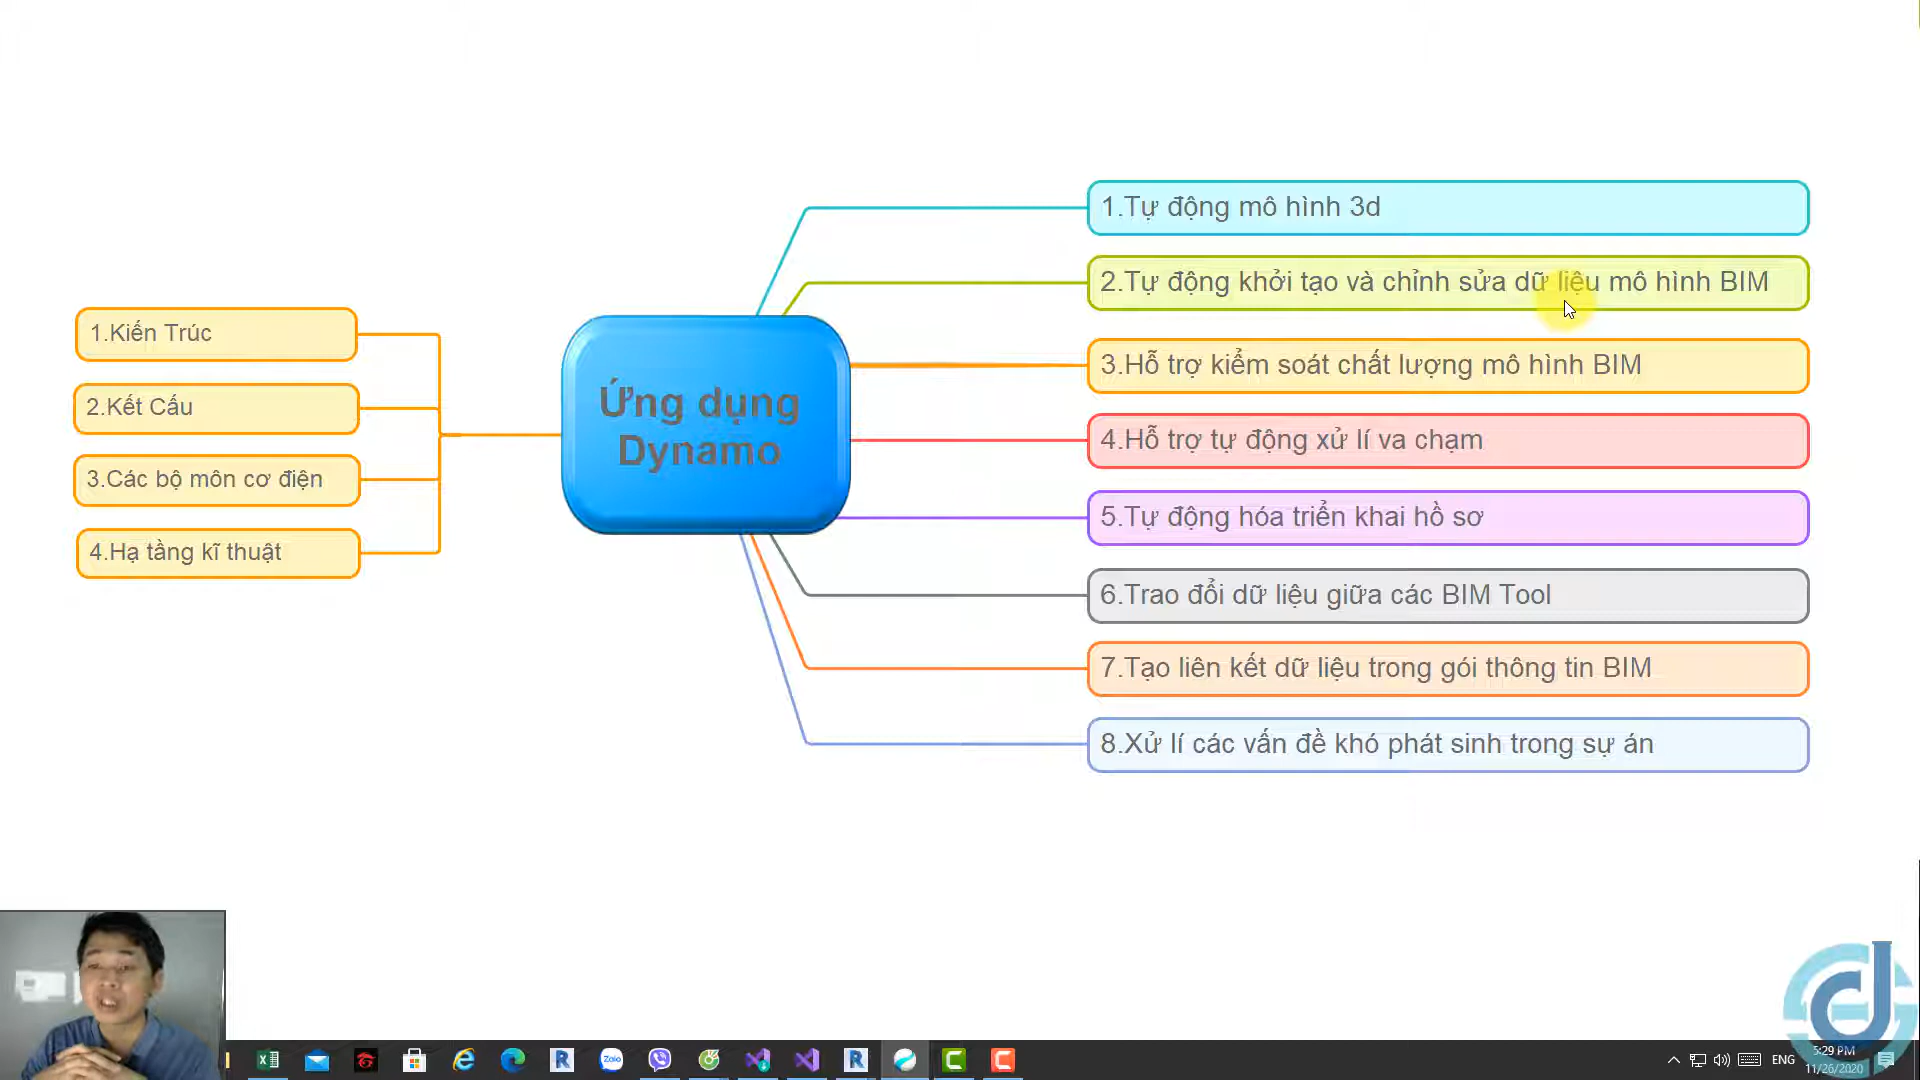 1.Kiến Trúc
2.Kết Cấu
3.Các bộ môn cơ điện
4.Hạ tầng kĩ thuật
Ứng dụng
Dynamo
1.Tự động mô hình 3d
2.Tự động khởi tạo và chỉnh sửa dữ liệu mô hình BIM
3.Hỗ trợ kiểm soát chất lượng mô hình BIM
4.Hỗ trợ tự động xử lí va chạm
5.Tự động hóa triển khai hồ sơ
6.Trao đổi dữ liệu giữa các BIM Tool
7.Tạo liên kết dữ liệu trong gói thông tin BIM
8.Xử lí các vấn đề khó phát sinh trong sự án
Zalo
ENG
5:29 PM
11/26/2020